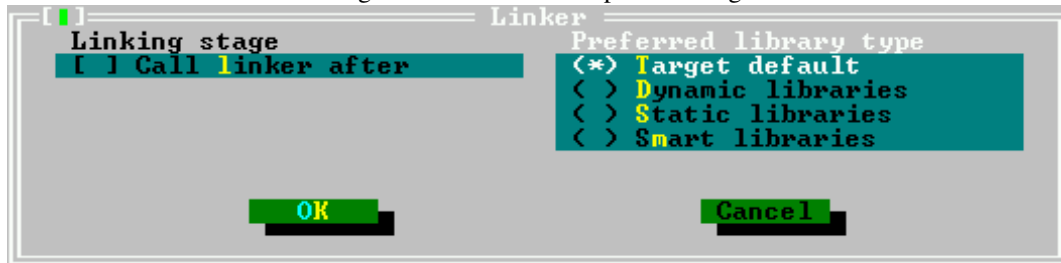 Linker
Linking stage
[ ] Call linker after
Preferred library type
(*) Target default
( ) Dynamic libraries
( ) Static libraries
( ) Smart libraries
OK
Cancel